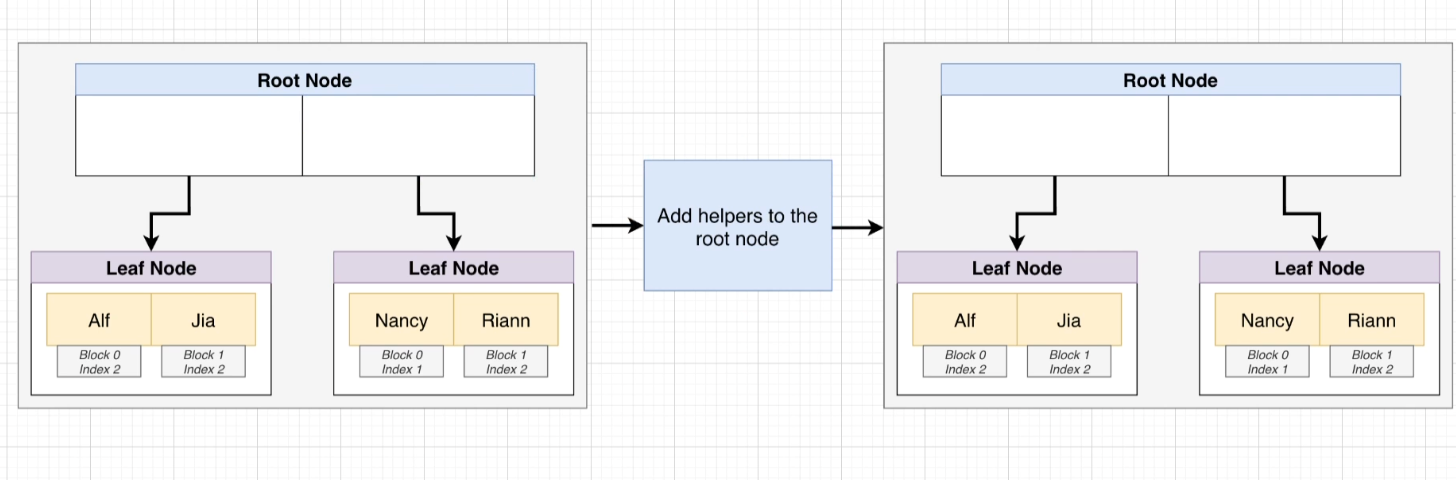 Root Node
Leaf Node
Alf
Jia
Block 0
Index 2
Block 1
Index 2
Leaf Node
Nancy
Riann
Block 0
Index 1
Block 1
Index 2
Add helpers to the
root node
Root Node
Leaf Node
Alf
Jia
Block 0
Index 2
Block 1
Index 2
Leaf Node
Nancy
Riann
Block 0
Index 1
Block 1
Index 2